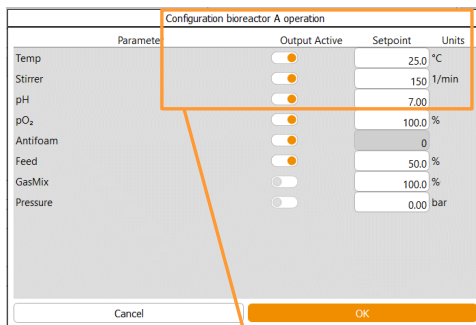 Configuration bioreactor A operation
Paramete Output Active Setpoint Units
Temp 25.0 °C
Stirrer 150 1/min
pH 7.00
pO₂ 100.0 %
Antifoam 0
Feed 50.0 %
GasMix 100.0 %
Pressure 0.00 bar
Cancel OK